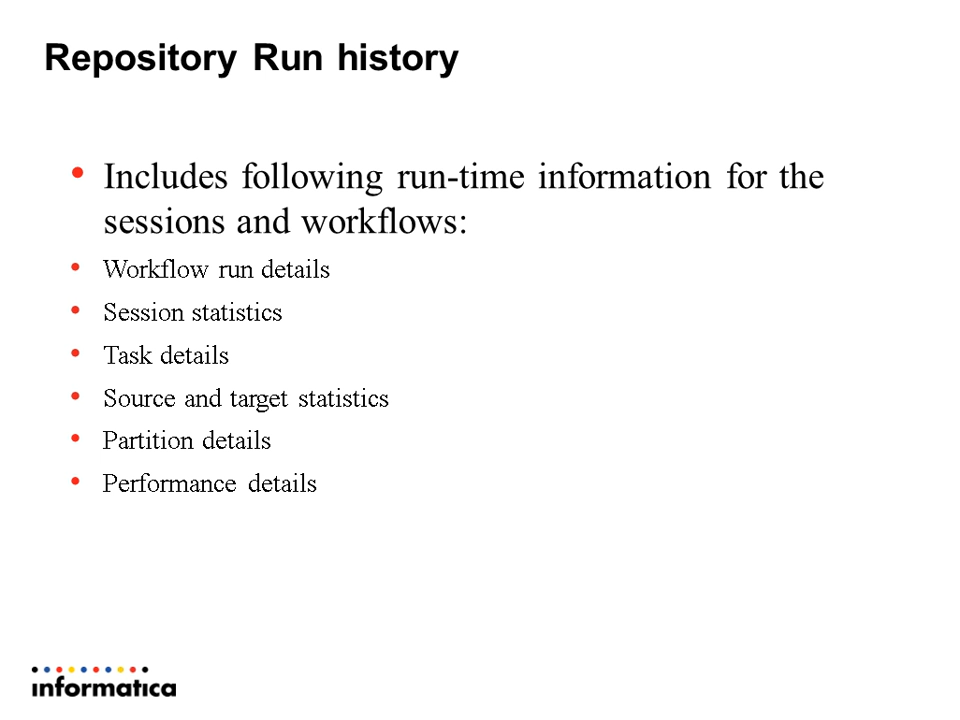 Repository Run history
• Includes following run-time information for the
sessions and workflows:
• Workflow run details
• Session statistics
• Task details
• Source and target statistics
• Partition details
• Performance details
informatica